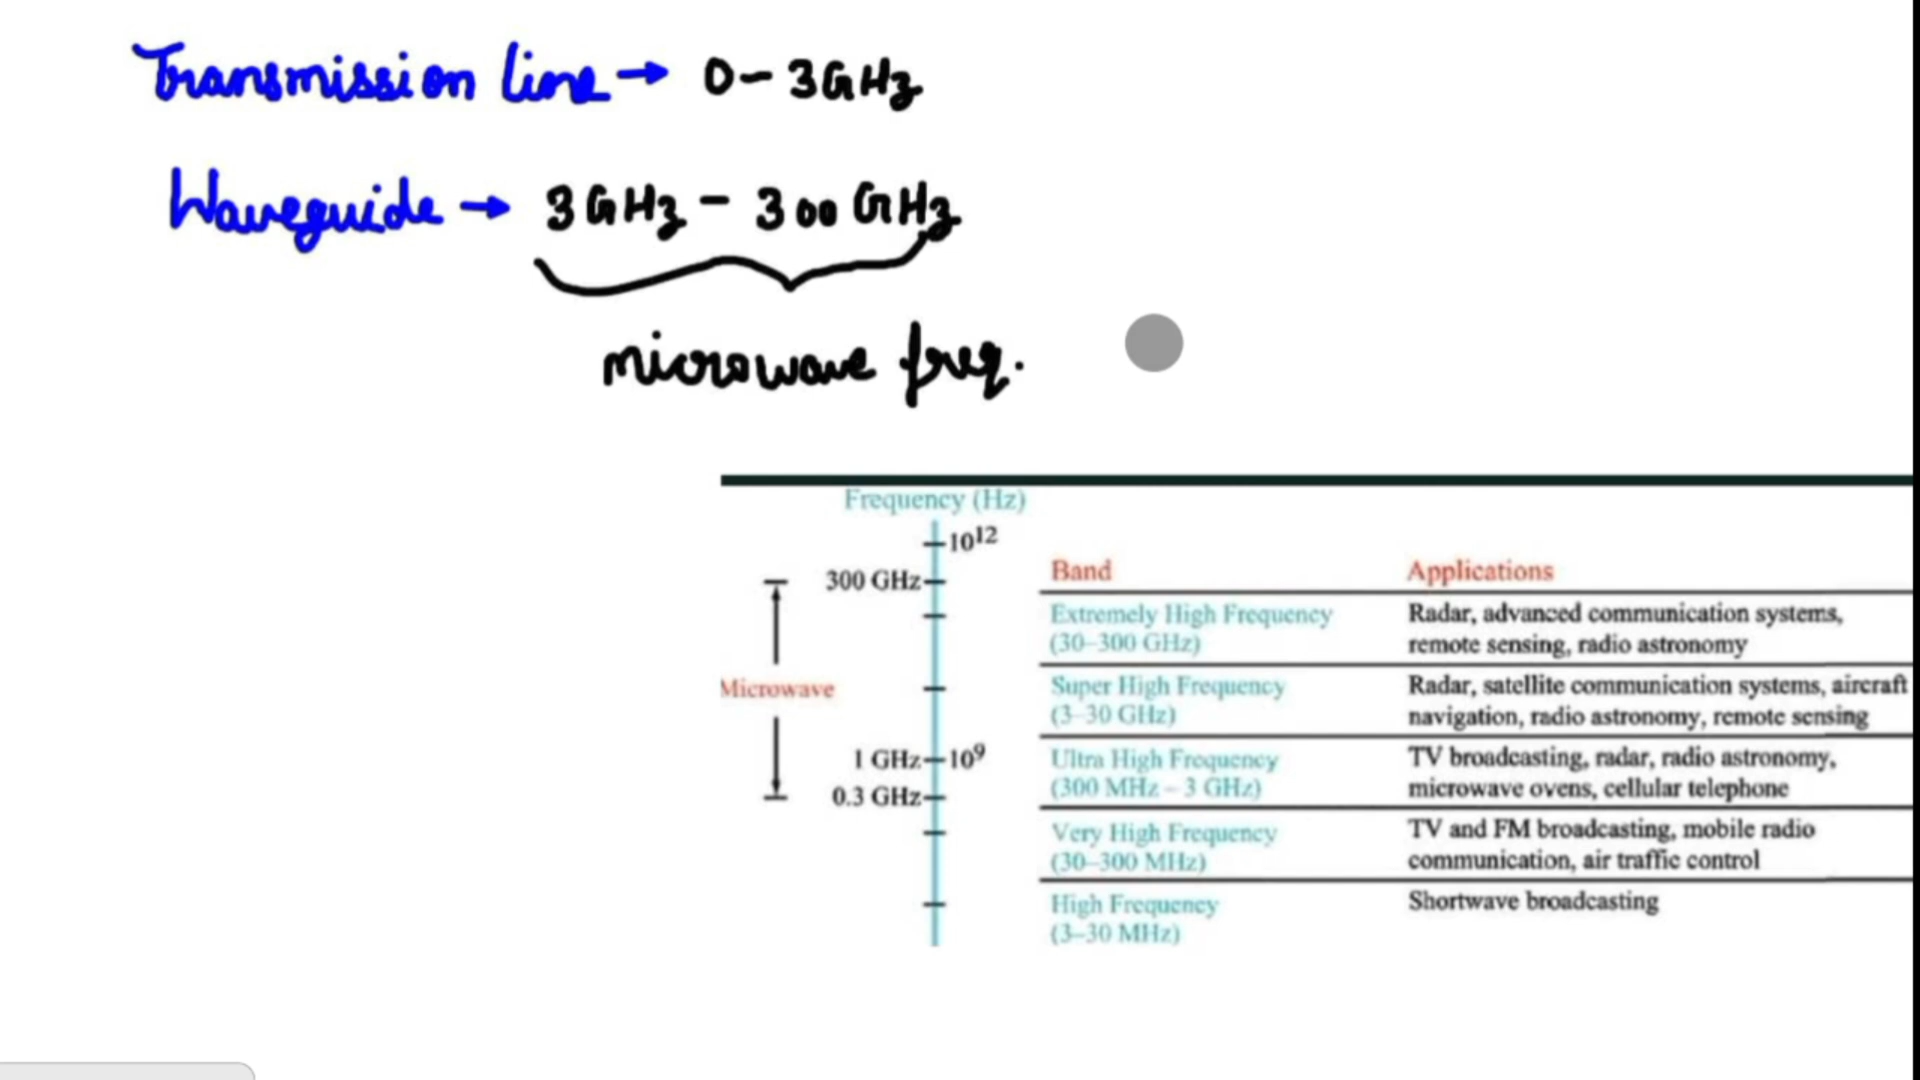 Transmission line → 0 - 3GHz
Waveguide → 3GHz - 300GHz
microwave freq.
Frequency (Hz)
10¹²
300 GHz
Microwave
1 GHz
10⁹
0.3 GHz
Band Applications
Extremely High Frequency Radar, advanced communication systems,
(30–300 GHz) remote sensing, radio astronomy
Super High Frequency Radar, satellite communication systems, aircraft
(3–30 GHz) navigation, radio astronomy, remote sensing
Ultra High Frequency TV broadcasting, radar, radio astronomy,
(300 MHz – 3 GHz) microwave ovens, cellular telephone
Very High Frequency TV and FM broadcasting, mobile radio
(30–300 MHz) communication, air traffic control
High Frequency Shortwave broadcasting
(3–30 MHz)